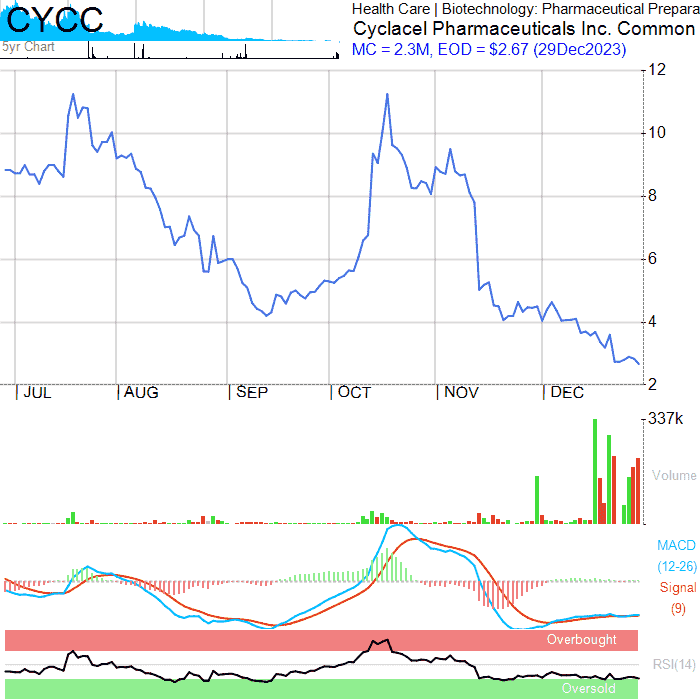 CYCC
5yr Chart
Health Care | Biotechnology: Pharmaceutical Prepara
Cyclacel Pharmaceuticals Inc. Common
MC = 2.3M, EOD = $2.67 (29Dec2023)
12
10
8
6
4
2
JUL AUG SEP OCT NOV DEC
337k
Volume
MACD
(12-26)
Signal
(9)
Overbought
RSI(14)
Oversold